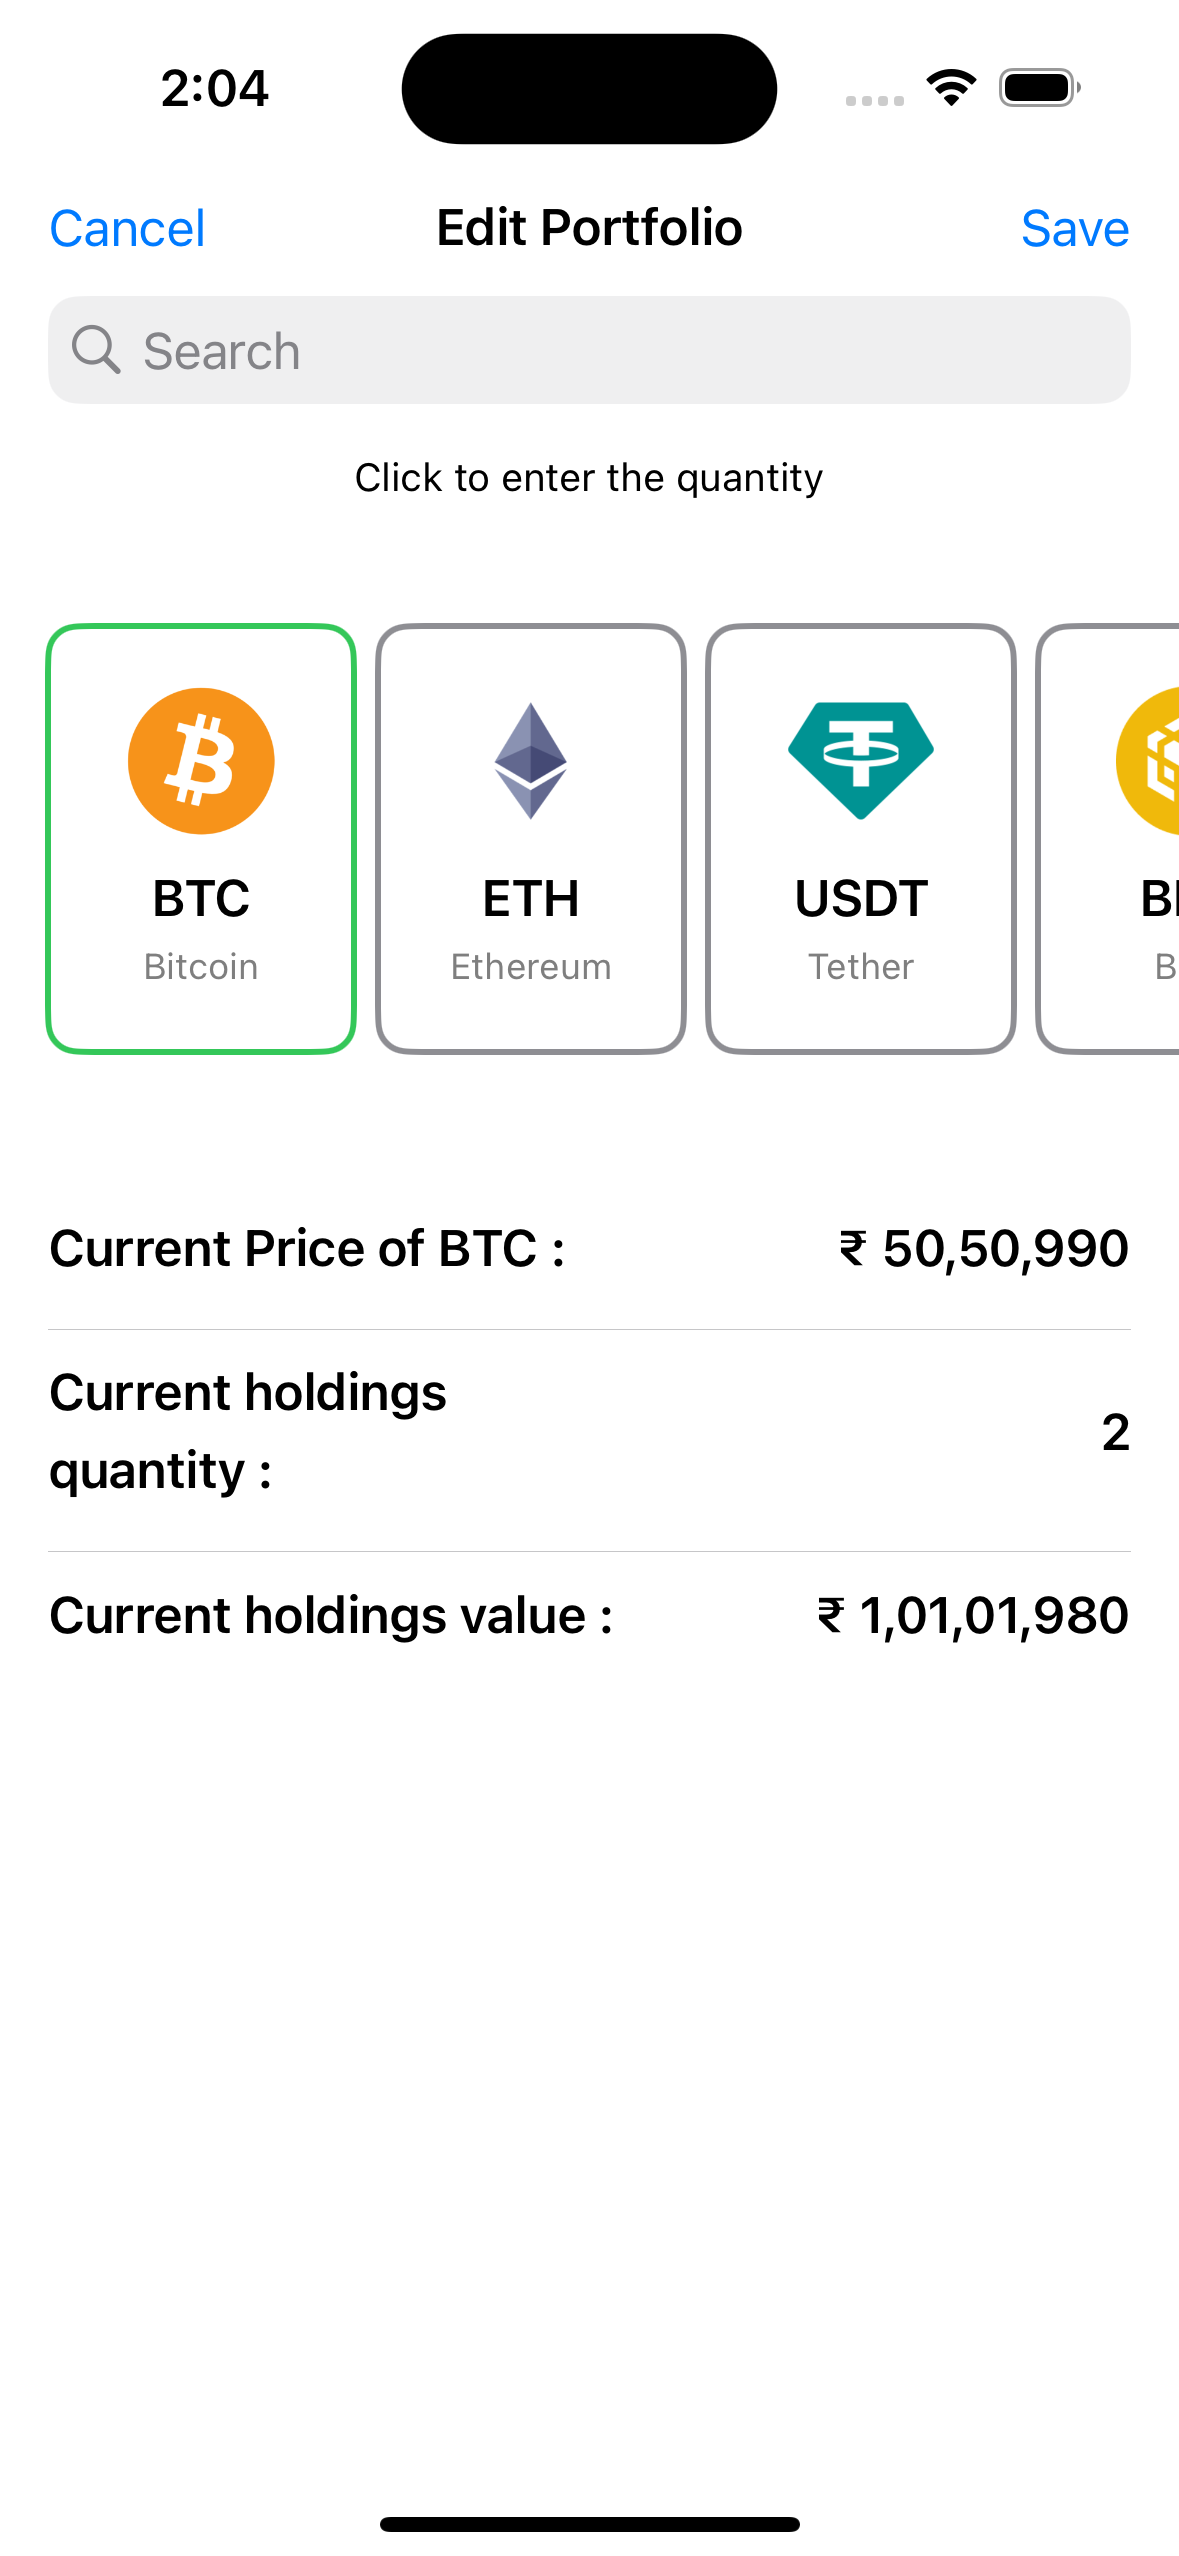 2:04
Cancel Edit Portfolio Save
Search
Click to enter the quantity
BTC ETH USDT
Bitcoin Ethereum Tether
Current Price of BTC : ₹ 50,50,990
Current holdings
quantity : 2
Current holdings value : ₹ 1,01,01,980